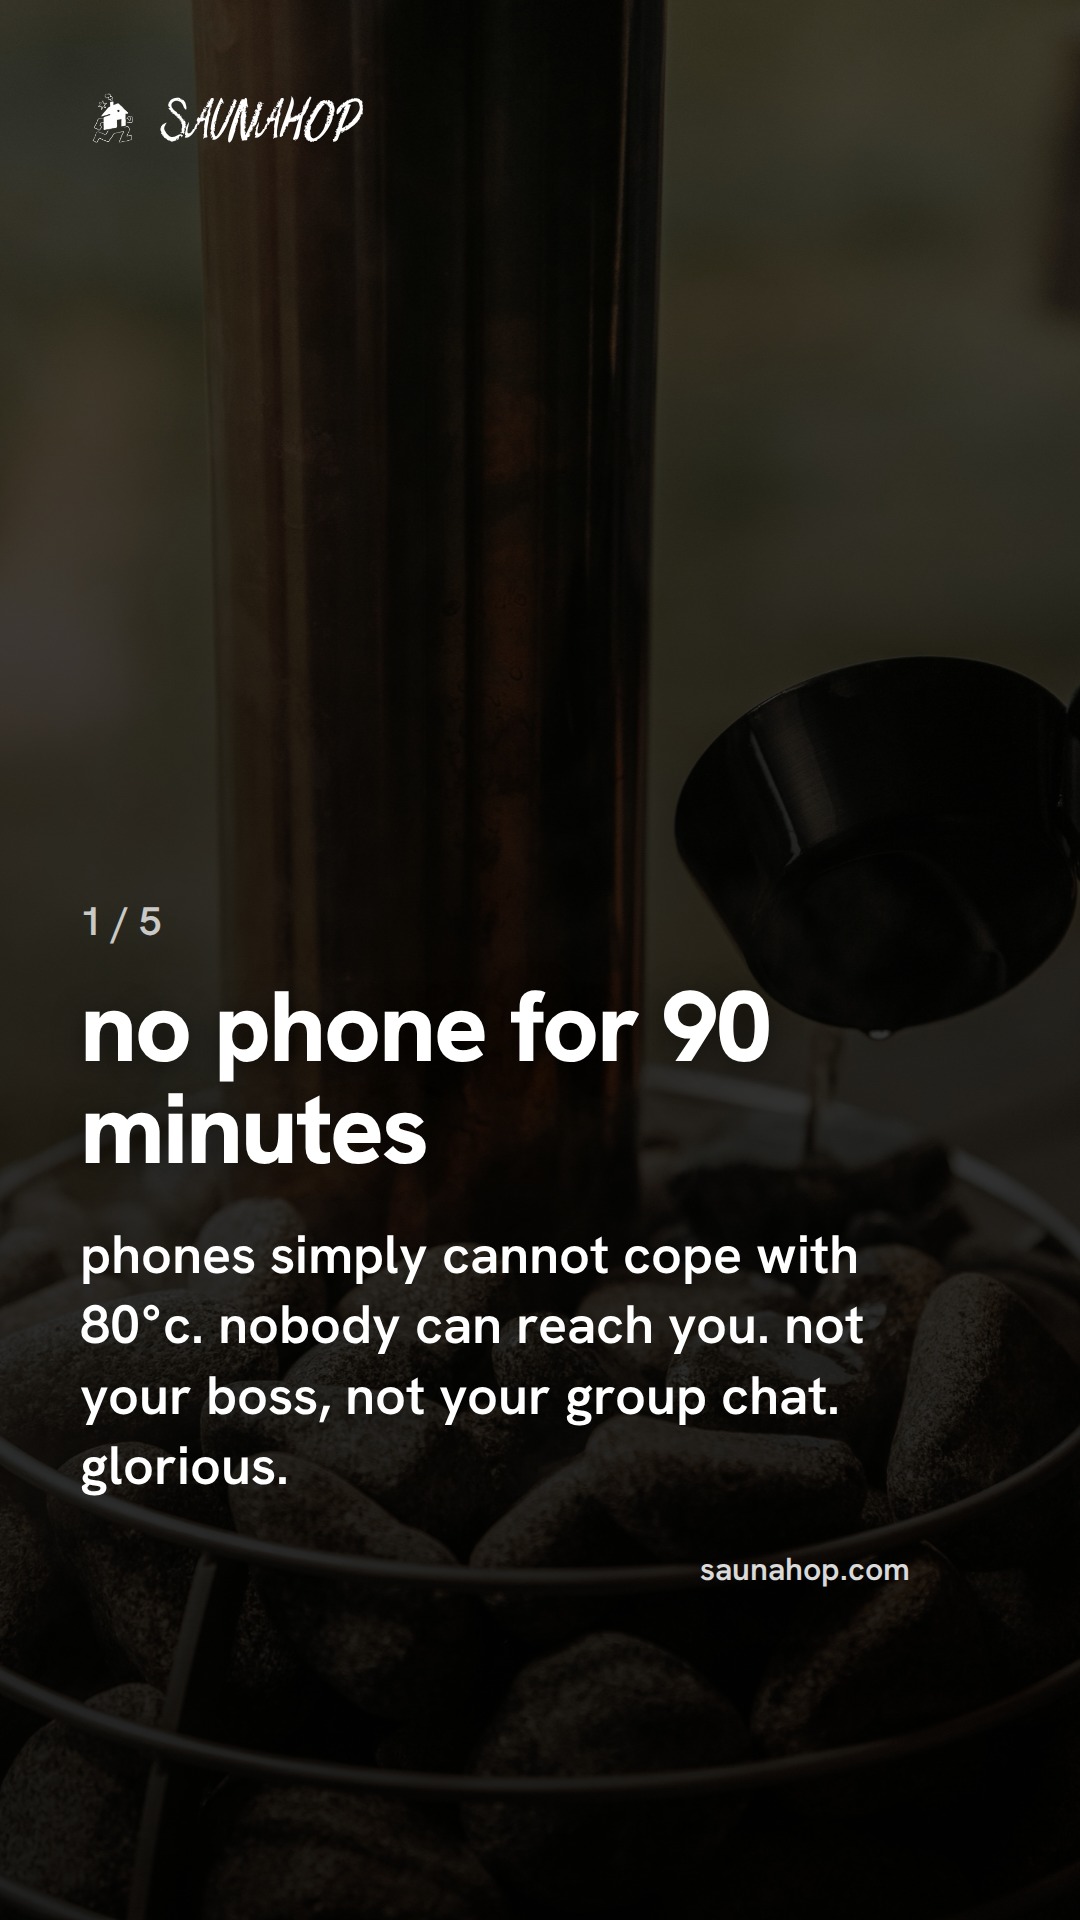 SAUNAHOP
1 / 5
no phone for 90
minutes
phones simply cannot cope with
80°c. nobody can reach you. not
your boss, not your group chat.
glorious.
saunahop.com